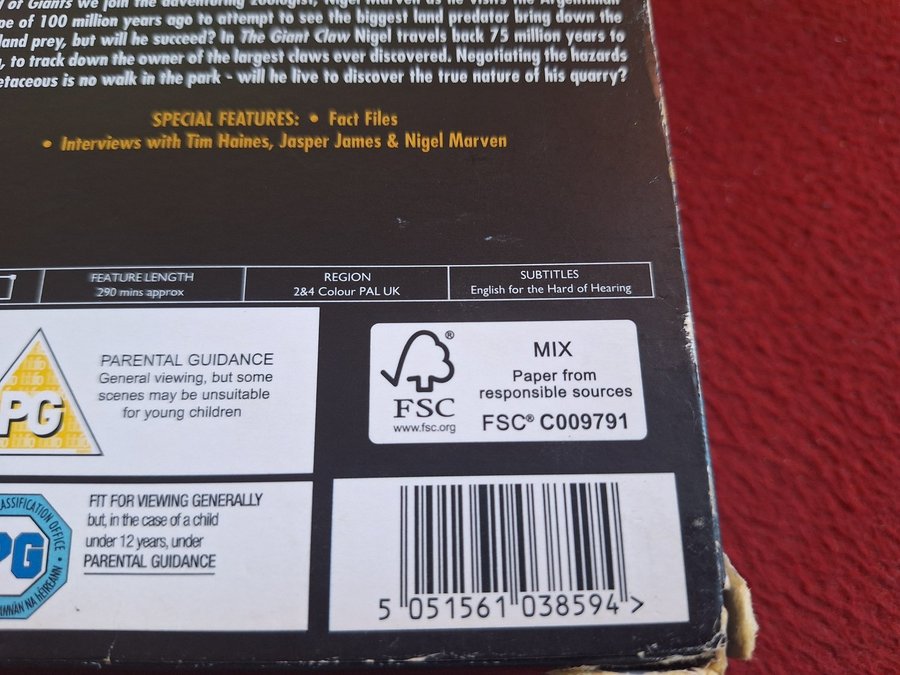 of Giants we join the adventuring zoologist, Nigel Marven as he visits the Argentinian
pe of 100 million years ago to attempt to see the biggest land predator bring down the
land prey, but will he succeed? In The Giant Claw Nigel travels back 75 million years to
, to track down the owner of the largest claws ever discovered. Negotiating the hazards
etaceous is no walk in the park - will he live to discover the true nature of his quarry?
SPECIAL FEATURES: • Fact Files
• Interviews with Tim Haines, Jasper James & Nigel Marven
FEATURE LENGTH
290 mins approx
REGION
2&4 Colour PAL UK
SUBTITLES
English for the Hard of Hearing
PG
PARENTAL GUIDANCE
General viewing, but some
scenes may be unsuitable
for young children
FSC®
www.fsc.org
MIX
Paper from
responsible sources
FSC® C009791
ASSIFICATION OFFICE
PG
ANNÁN NA hÉIREANN
FIT FOR VIEWING GENERALLY
but, in the case of a child
under 12 years, under
PARENTAL GUIDANCE
5 051561 038594 >